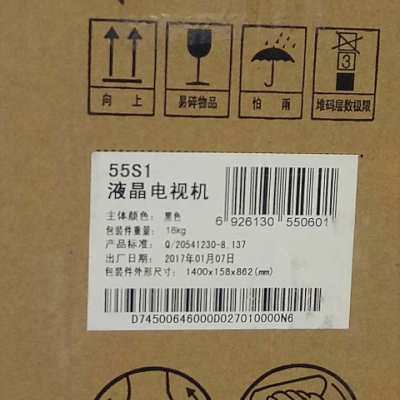 3
向 上
易碎物品
怕 雨
堆码层数极限
55S1
液晶电视机
主体颜色: 黑色
包装件重量: 18kg
产品标准: Q/20541230-8.137
出厂日期: 2017年01月07日
包装件外形尺寸: 1400x158x862(mm)
6 926130 550601
D74500646000D027010000N6